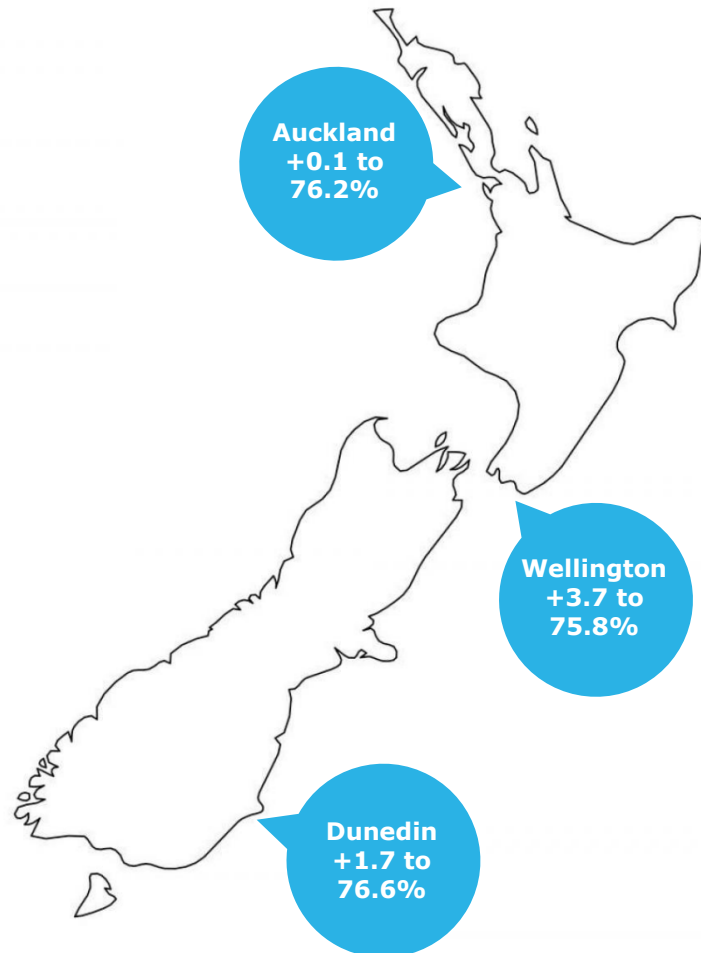 Auckland
+0.1 to
76.2%
Wellington
+3.7 to
75.8%
Dunedin
+1.7 to
76.6%